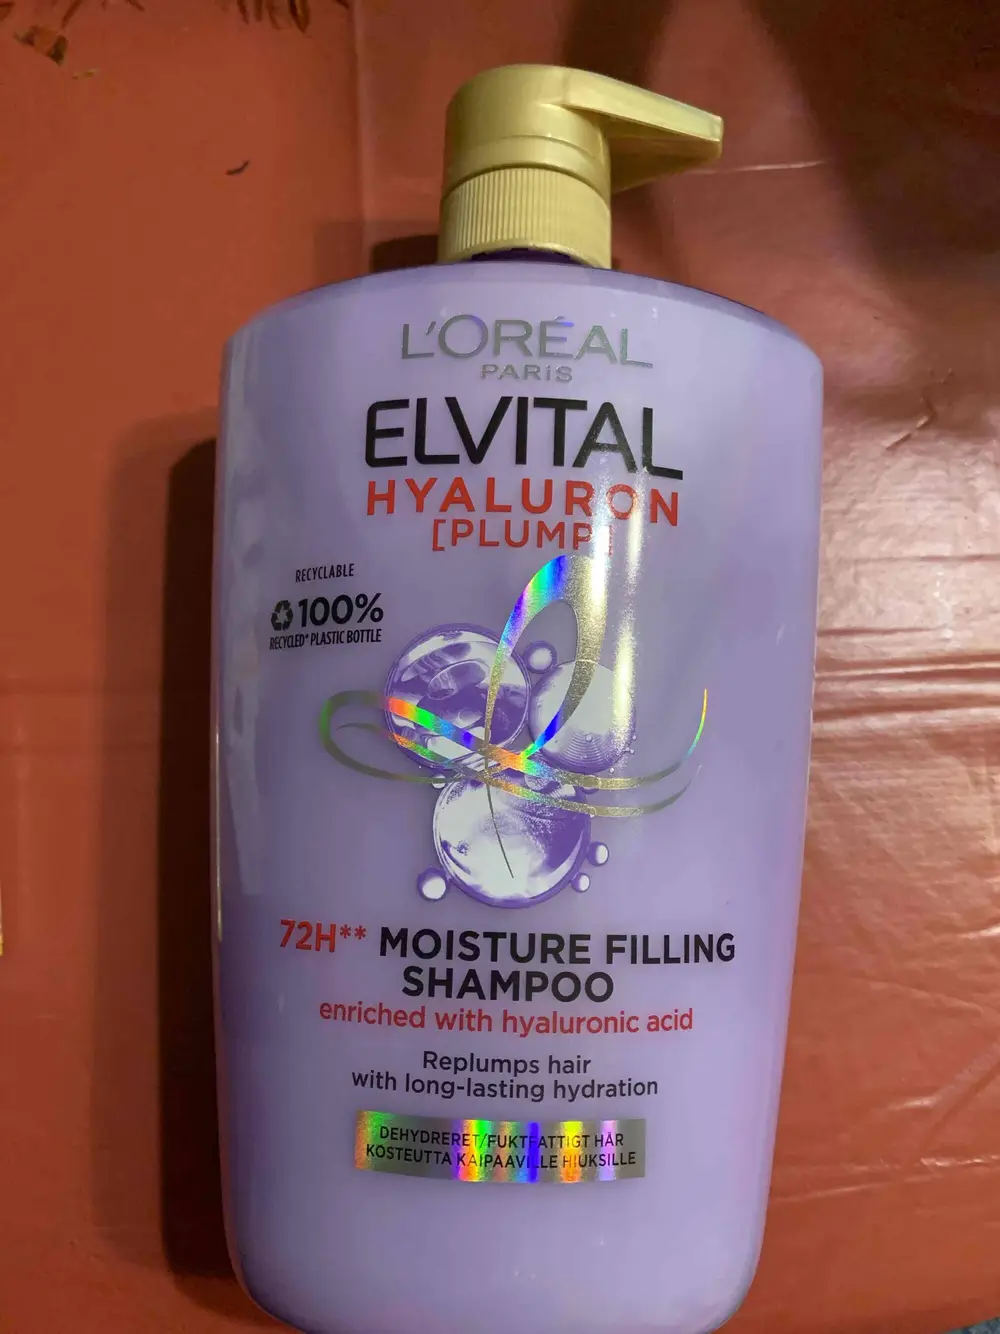 L'ORÉAL
PARIS
ELVITAL
HYALURON
[PLUMP]
RECYCLABLE
100%
RECYCLED* PLASTIC BOTTLE
72H** MOISTURE FILLING
SHAMPOO
enriched with hyaluronic acid
Replumps hair
with long-lasting hydration
DEHYDRERET/FUKTFATTIGT HÅR
KOSTEUTTA KAIPAAVILLE HIUKSILLE